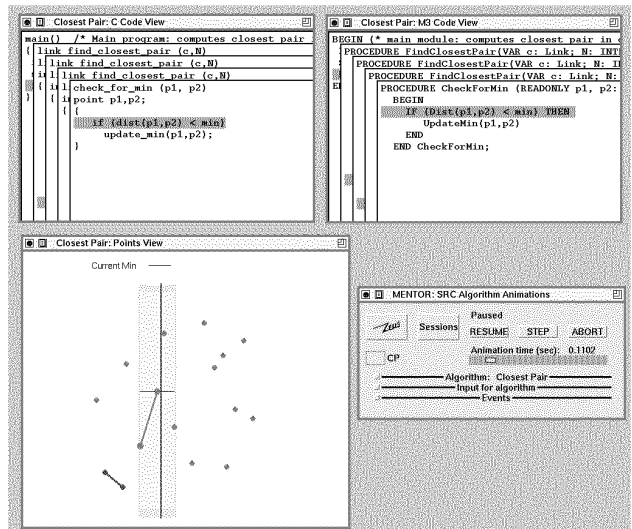 Closest Pair: C Code View
main() /* Main program: computes closest pair
{ link find_closest_pair (c,N)
link find_closest_pair (c,N)
link find_closest_pair (c,N)
check_for_min (p1, p2)
point p1,p2;
{
if (dist(p1,p2) < min)
update_min(p1,p2);
}
Closest Pair: M3 Code View
BEGIN (* main module: computes closest pair in
PROCEDURE FindClosestPair(VAR c: Link; N: INT
PROCEDURE FindClosestPair(VAR c: Link; N: I
PROCEDURE FindClosestPair(VAR c: Link; N:
PROCEDURE CheckForMin (READONLY p1, p2:
BEGIN
IF (Dist(p1,p2) < min) THEN
UpdateMin(p1,p2)
END
END CheckForMin;
Closest Pair: Points View
Current Min
MENTOR: SRC Algorithm Animations
Zeus
Sessions
Paused
RESUME STEP ABORT
CP
Animation time (sec): 0.1102
Algorithm: Closest Pair
Input for algorithm
Events